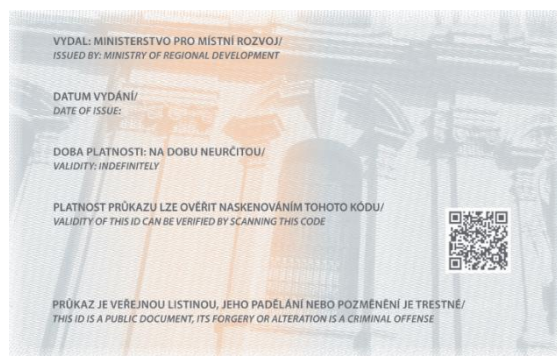 VYDAL: MINISTERSTVO PRO MÍSTNÍ ROZVOJ/
ISSUED BY: MINISTRY OF REGIONAL DEVELOPMENT
DATUM VYDÁNÍ/
DATE OF ISSUE:
DOBA PLATNOSTI: NA DOBU NEURČITOU/
VALIDITY: INDEFINITELY
PLATNOST PRŮKAZU LZE OVĚŘIT NASKENOVÁNÍM TOHOTO KÓDU/
VALIDITY OF THIS ID CAN BE VERIFIED BY SCANNING THIS CODE
PRŮKAZ JE VEŘEJNOU LISTINOU, JEHO PADĚLÁNÍ NEBO POZMĚNĚNÍ JE TRESTNÉ/
THIS ID IS A PUBLIC DOCUMENT, ITS FORGERY OR ALTERATION IS A CRIMINAL OFFENSE